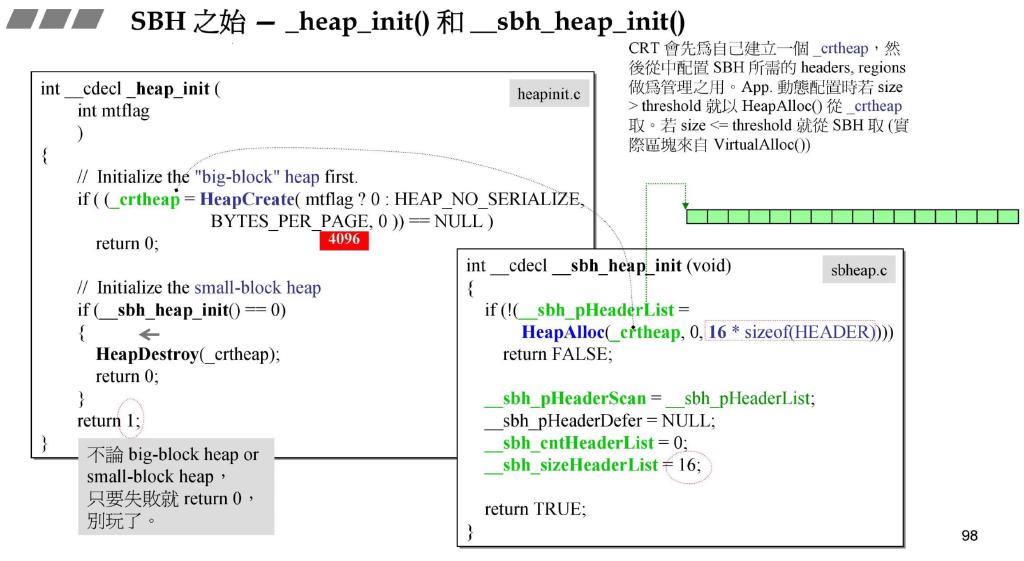 SBH 之始 — _heap_init() 和 __sbh_heap_init()
CRT 會先為自己建立一個 _crtheap，然
後從中配置 SBH 所需的 headers, regions
做為管理之用。App. 動態配置時若 size
> threshold 就以 HeapAlloc() 從 _crtheap
取。若 size <= threshold 就從 SBH 取 (實
際區塊來自 VirtualAlloc())
heapinit.c
int __cdecl _heap_init (
int mtflag
)
{
// Initialize the "big-block" heap first.
if ( (_crtheap = HeapCreate( mtflag ? 0 : HEAP_NO_SERIALIZE,
BYTES_PER_PAGE, 0 )) == NULL )
4096
return 0;
// Initialize the small-block heap
if (__sbh_heap_init() == 0)
{
HeapDestroy(_crtheap);
return 0;
}
return 1;
}
不論 big-block heap or
small-block heap，
只要失敗就 return 0，
別玩了。
sbheap.c
int __cdecl __sbh_heap_init (void)
{
if (!(__sbh_pHeaderList =
HeapAlloc(_crtheap, 0, 16 * sizeof(HEADER))))
return FALSE;
__sbh_pHeaderScan = __sbh_pHeaderList;
__sbh_pHeaderDefer = NULL;
__sbh_cntHeaderList = 0;
__sbh_sizeHeaderList = 16;
return TRUE;
}
98